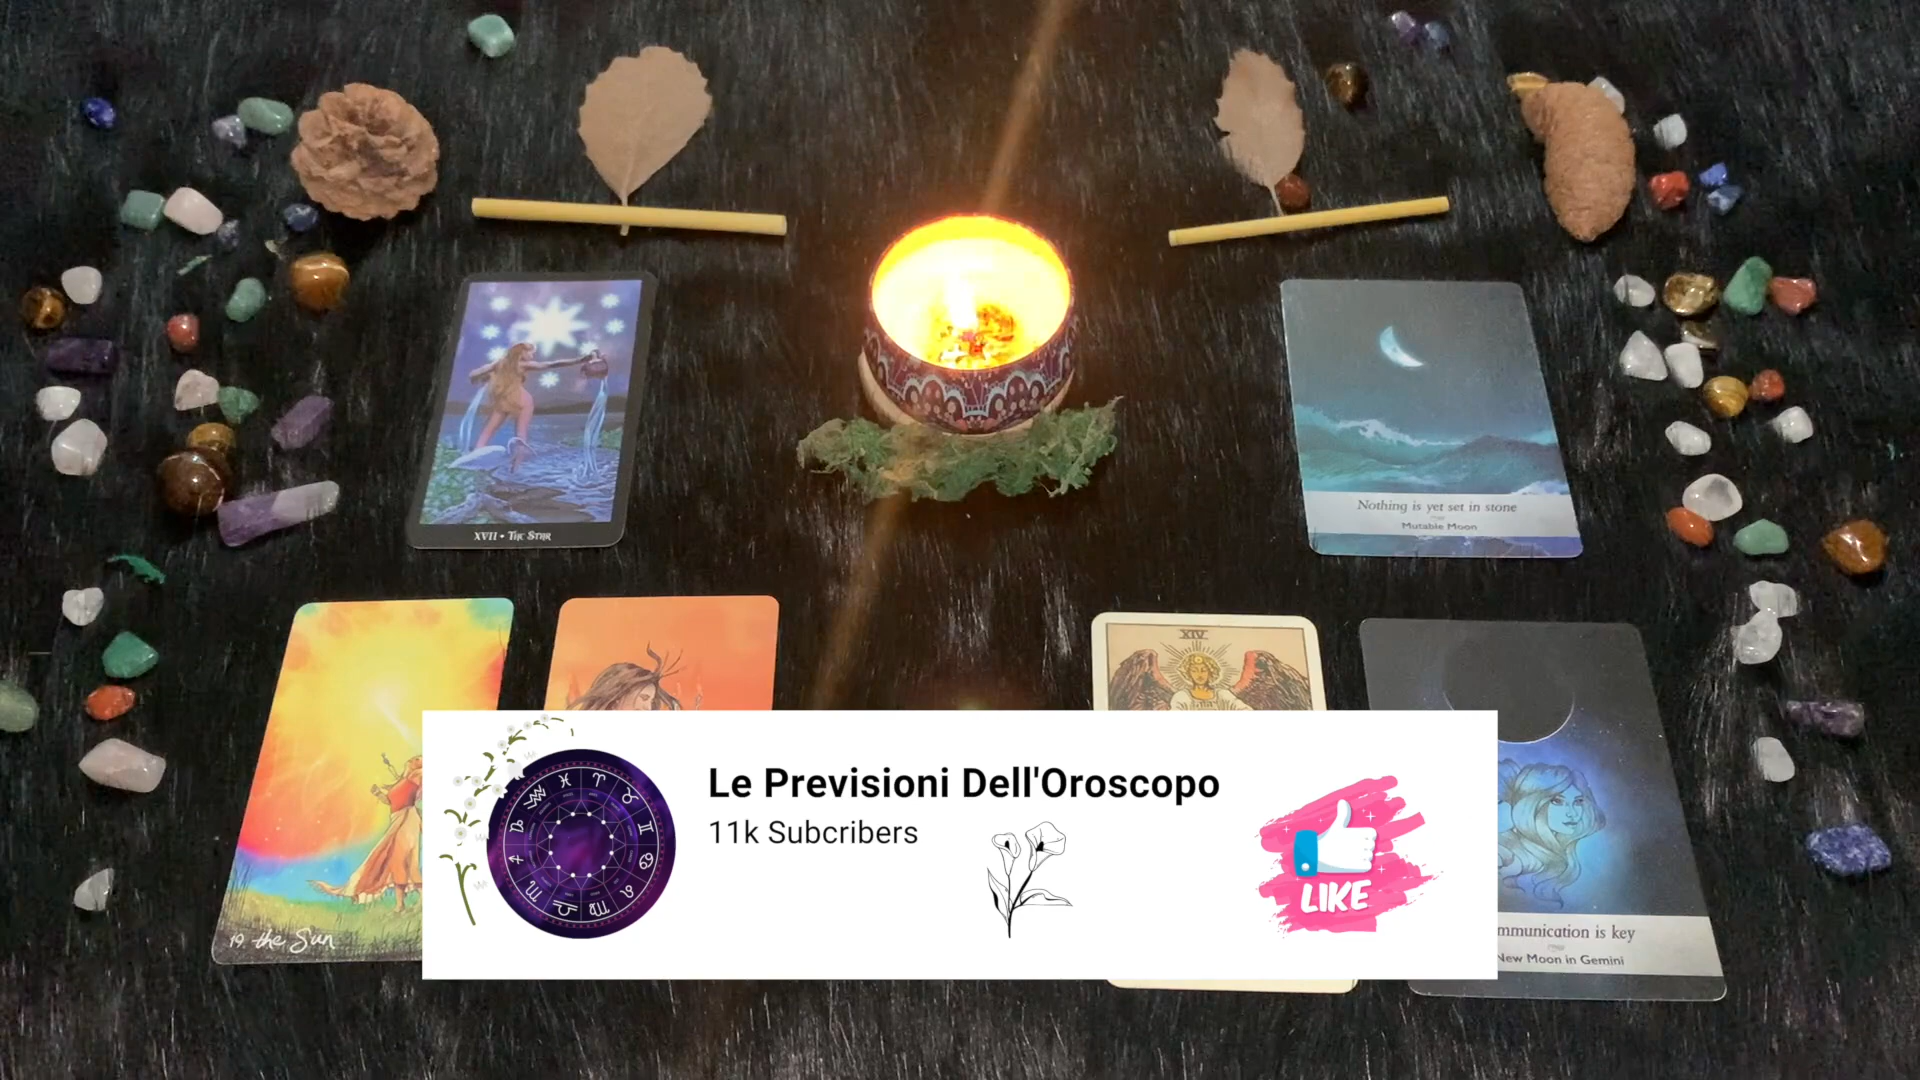 XVII • The Star
Nothing is yet set in stone
Mutable Moon
XIV
Le Previsioni Dell'Oroscopo
11k Subcribers
LIKE
19. the Sun
mmunication is key
New Moon in Gemini